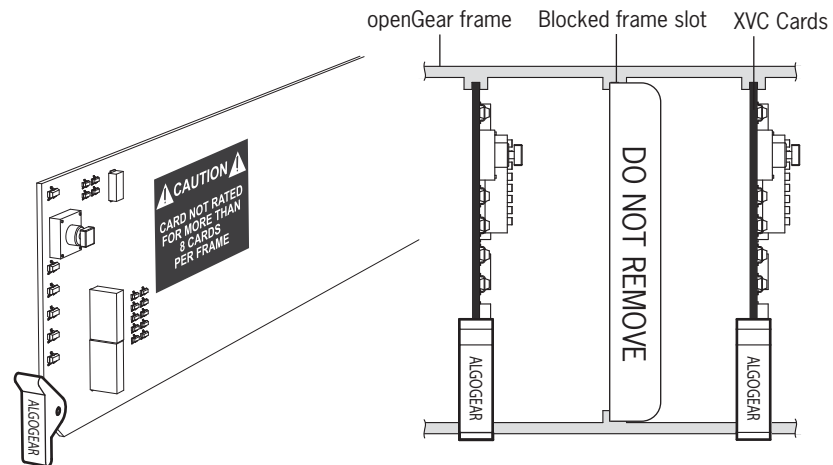 openGear frame
Blocked frame slot
XVC Cards
CAUTION
CARD NOT RATED
FOR MORE THAN
8 CARDS
PER FRAME
DO NOT REMOVE
ALGOGEAR
ALGOGEAR
ALGOGEAR